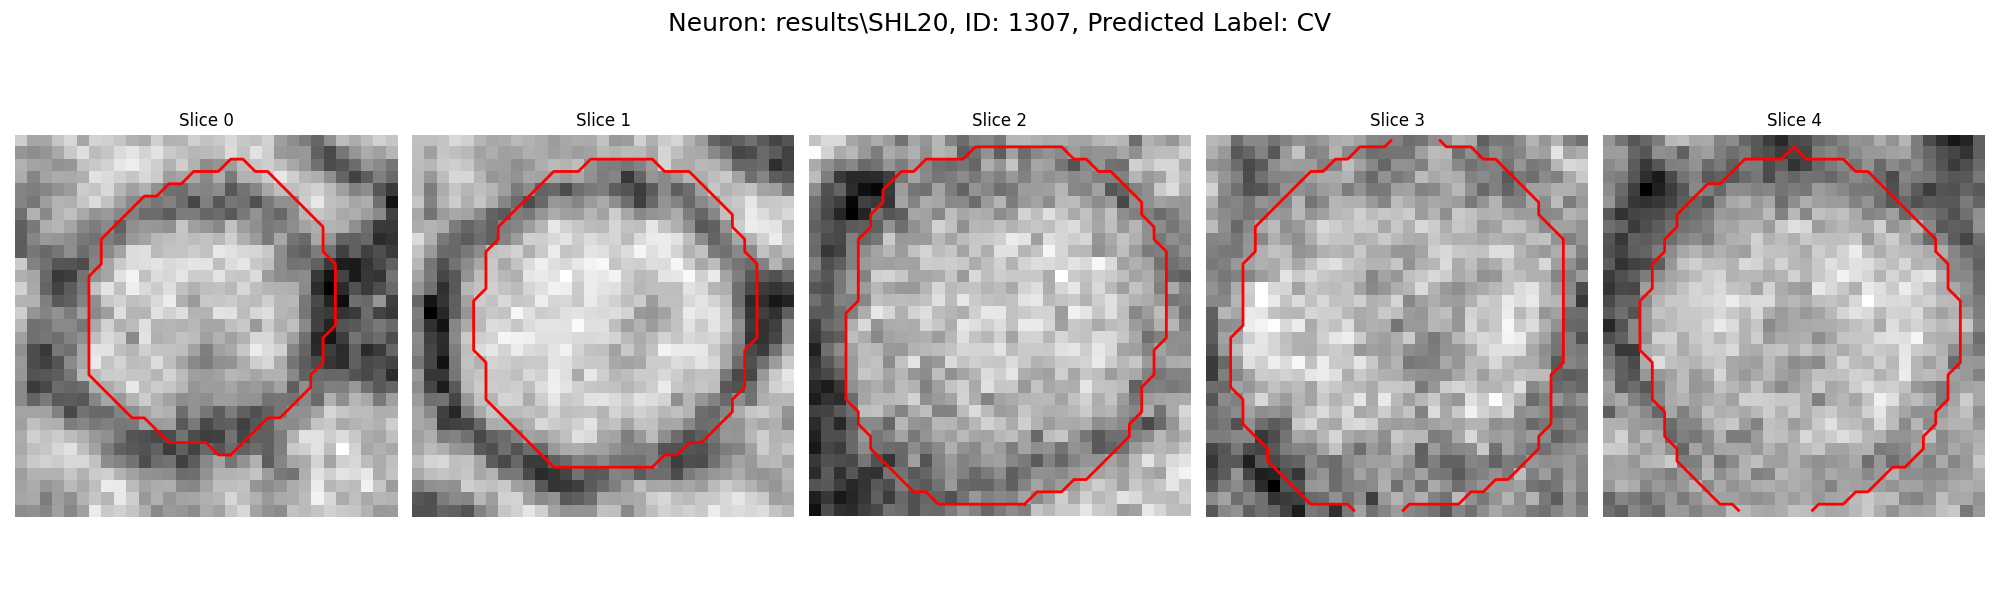 Neuron: results\SHL20, ID: 1307, Predicted Label: CV
Slice 0
Slice 1
Slice 2
Slice 3
Slice 4